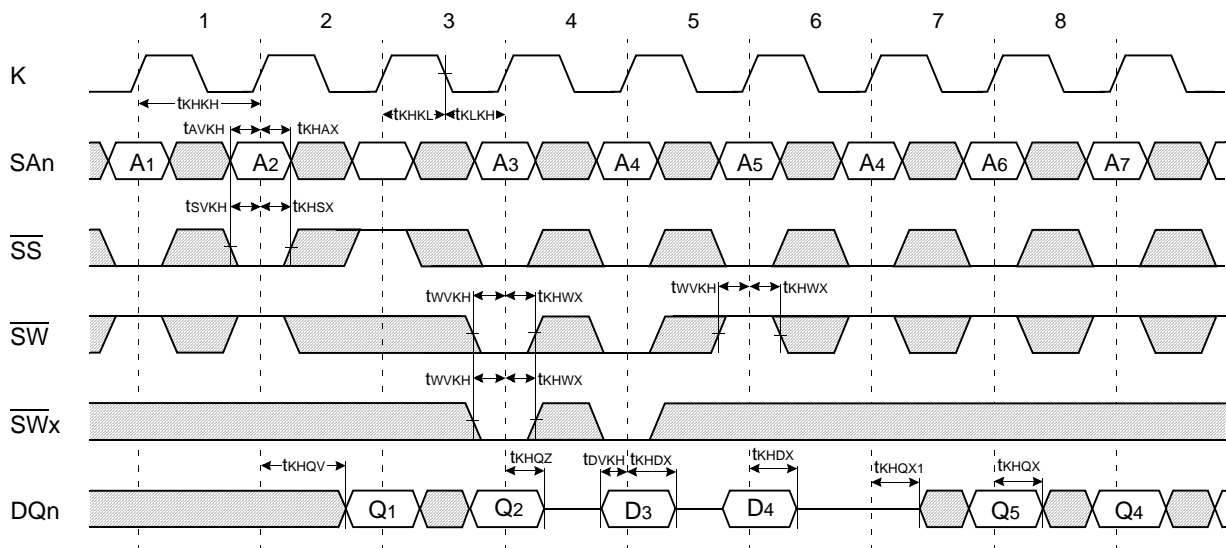 1 2 3 4 5 6 7 8
K
tKHKH tKHKL tKLKH
tAVKH tKHAX
SAn A1 A2 A3 A4 A5 A4 A6 A7
tSVKH tKHSX
SS
tWVKH tKHWX tWVKH tKHWX
SW
tWVKH tKHWX
SWx
tKHQV tKHQZ tDVKH tKHDX tKHDX tKHQX1 tKHQX
DQn Q1 Q2 D3 D4 Q5 Q4